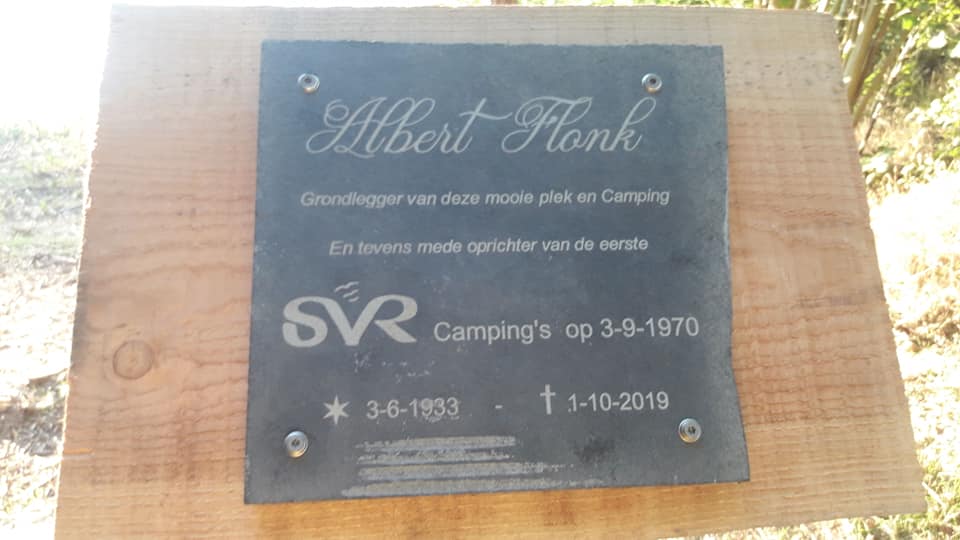 Albert Flonk
Grondlegger van deze mooie plek en Camping
En tevens mede oprichter van de eerste
SVR Camping's op 3-9-1970
3-6-1933 - 1-10-2019